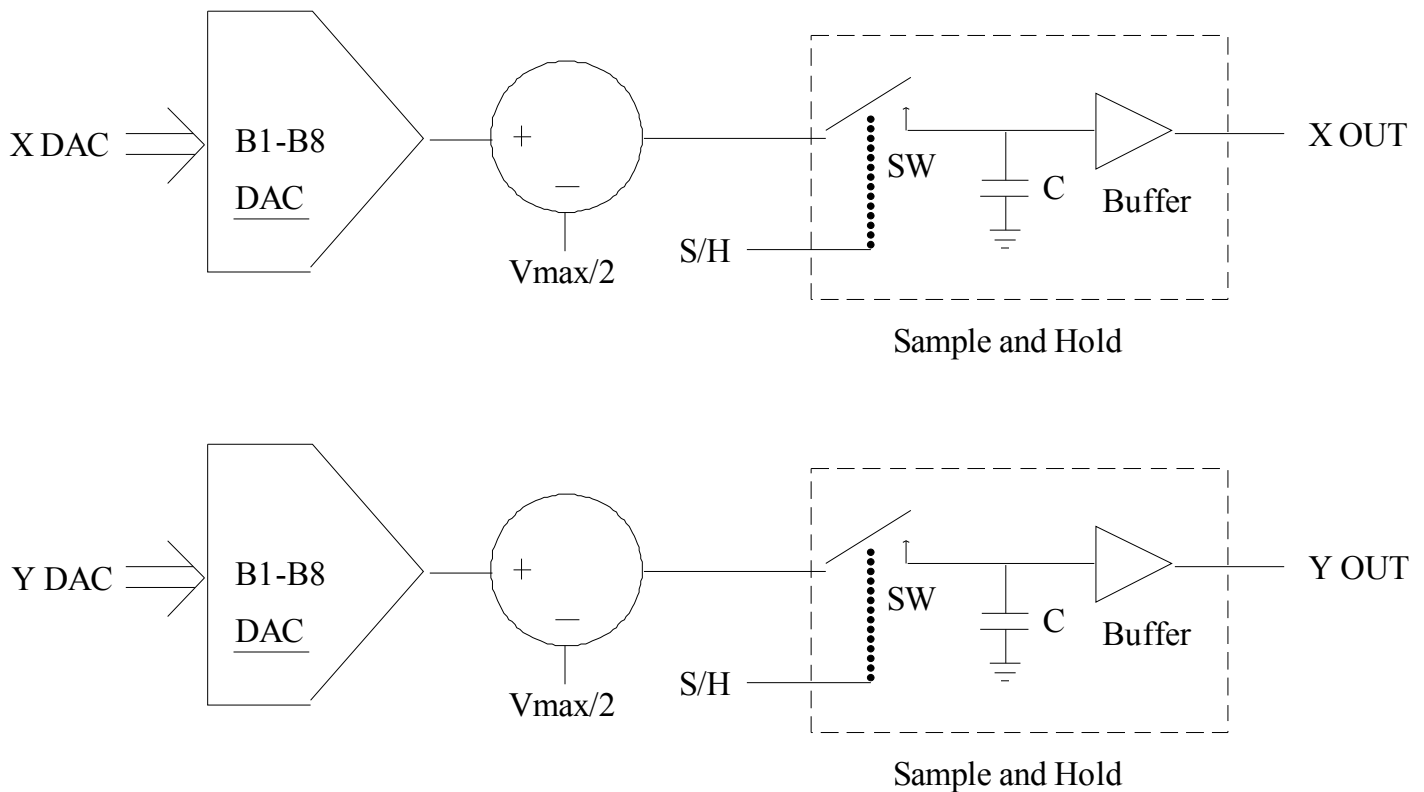 X DAC
B1-B8
DAC
+
−
Vmax/2
S/H
SW
C
Buffer
X OUT
Sample and Hold
Y DAC
B1-B8
DAC
+
−
Vmax/2
S/H
SW
C
Buffer
Y OUT
Sample and Hold